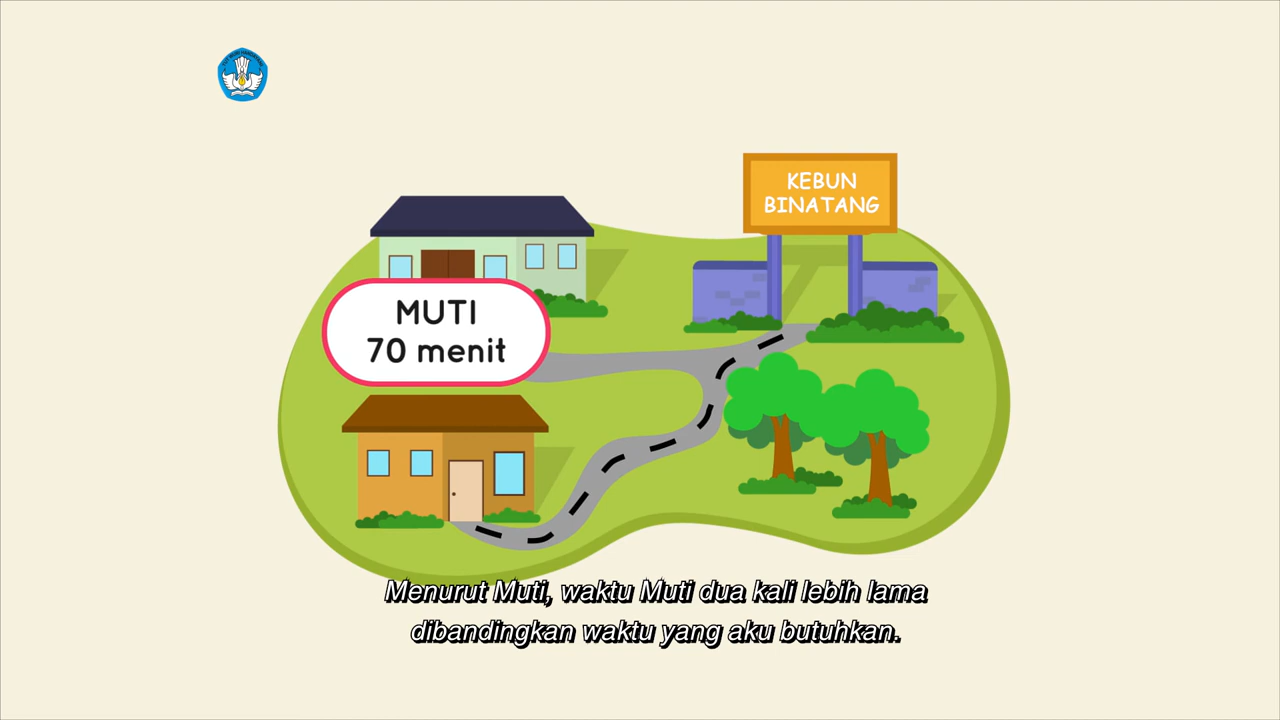 KEBUN
BINATANG
MUTI
70 menit
Menurut Muti, waktu Muti dua kali lebih lama
dibandingkan waktu yang aku butuhkan.